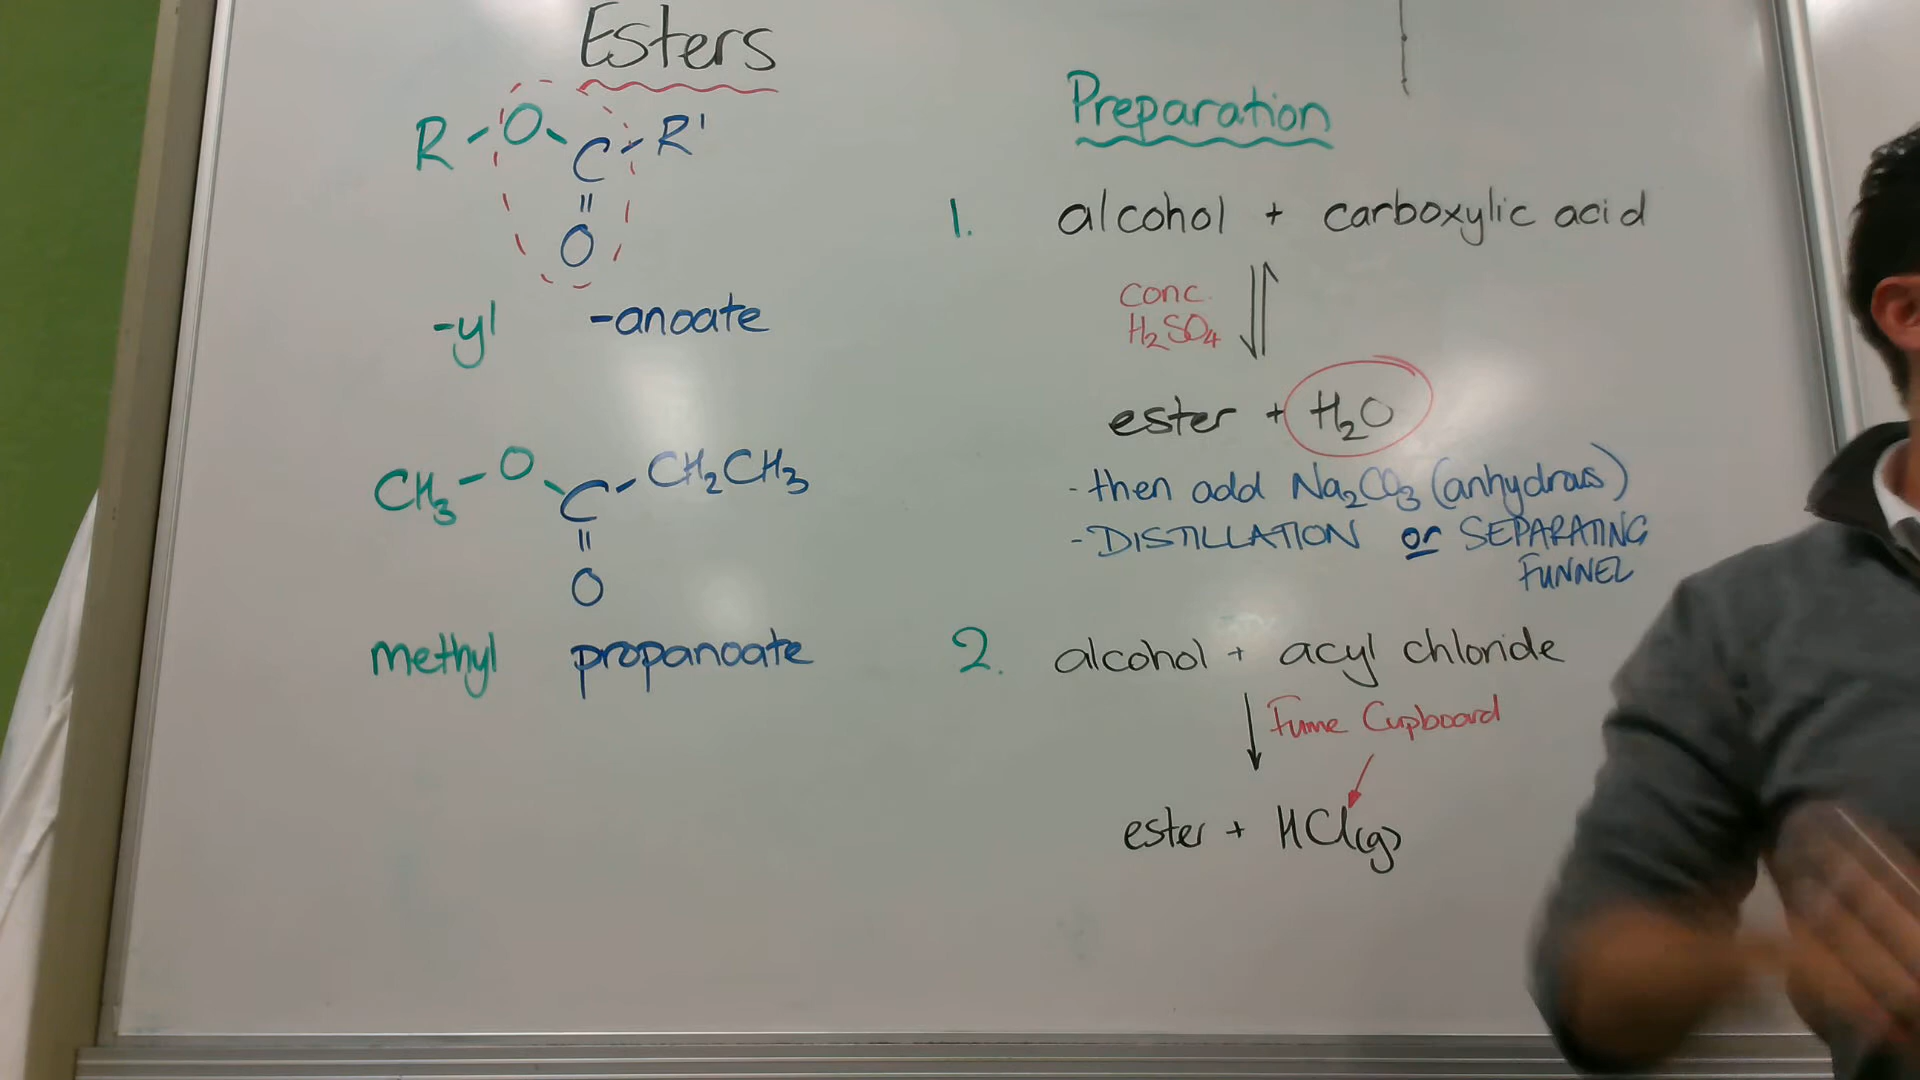 Esters
R-O-C-R'
||
O
-yl -anoate
CH₃-O-C-CH₂CH₃
||
O
methyl propanoate
Preparation
1. alcohol + carboxylic acid
conc.
H₂SO₄ ⇌
ester + H₂O
- then add Na₂CO₃ (anhydrous)
- DISTILLATION or SEPARATING
FUNNEL
2. alcohol + acyl chloride
↓ Fume Cupboard
ester + HCl(g)